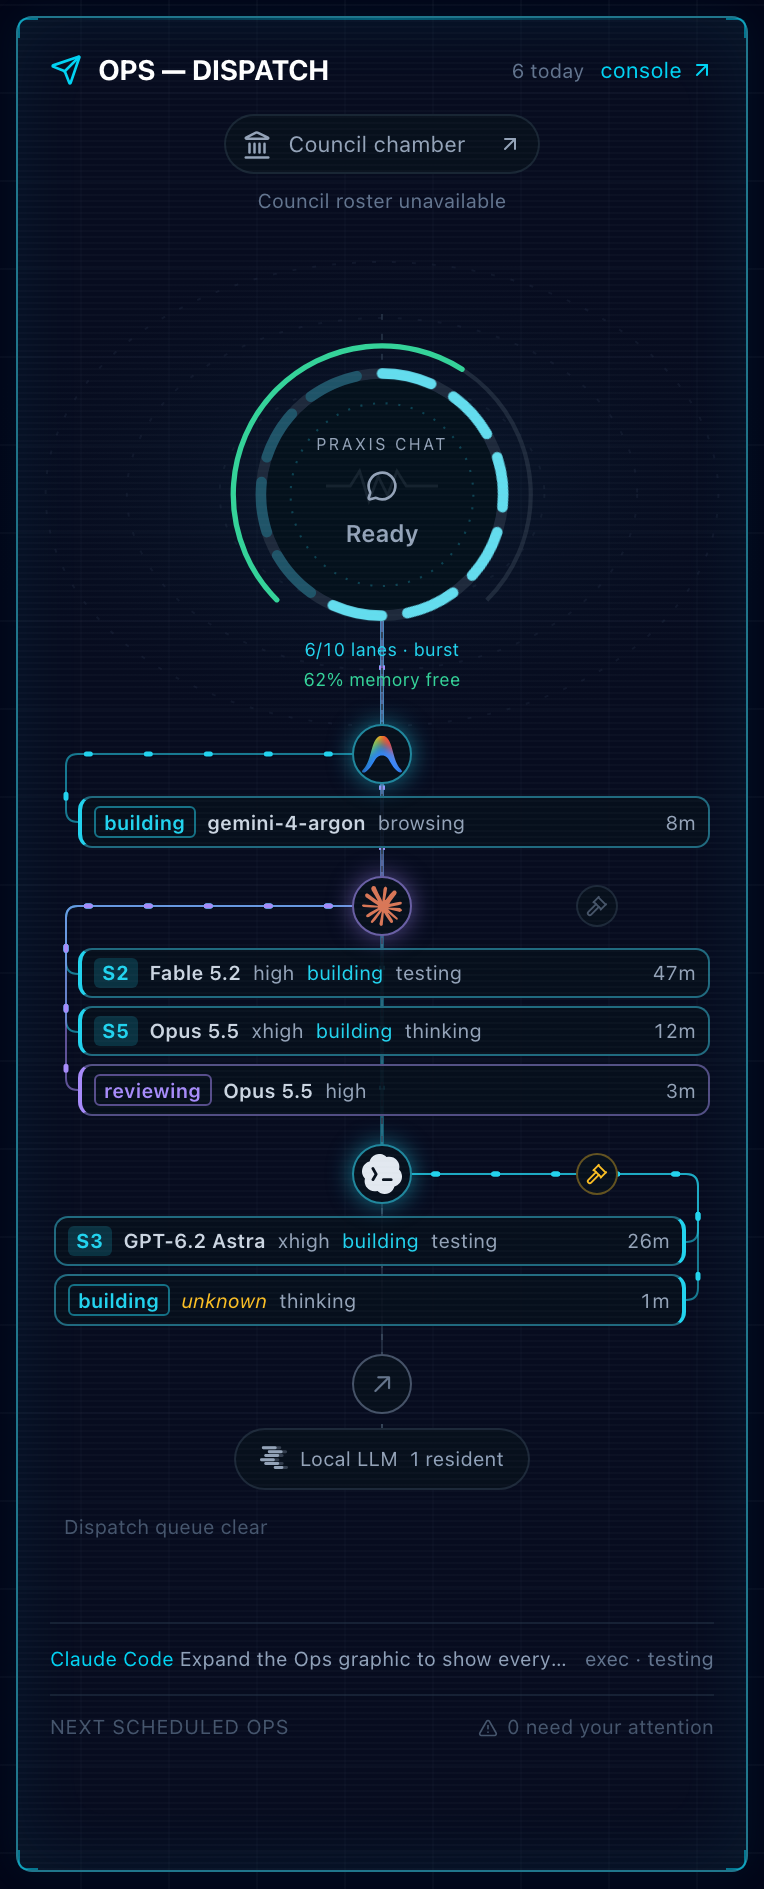 OPS — DISPATCH 6 today console
Council chamber
Council roster unavailable
PRAXIS CHAT
Ready
6/10 lanes · burst
62% memory free
building gemini-4-argon browsing 8m
S2 Fable 5.2 high building testing 47m
S5 Opus 5.5 xhigh building thinking 12m
reviewing Opus 5.5 high 3m
S3 GPT-6.2 Astra xhigh building testing 26m
building unknown thinking 1m
Local LLM 1 resident
Dispatch queue clear
Claude Code Expand the Ops graphic to show every… exec · testing
NEXT SCHEDULED OPS 0 need your attention